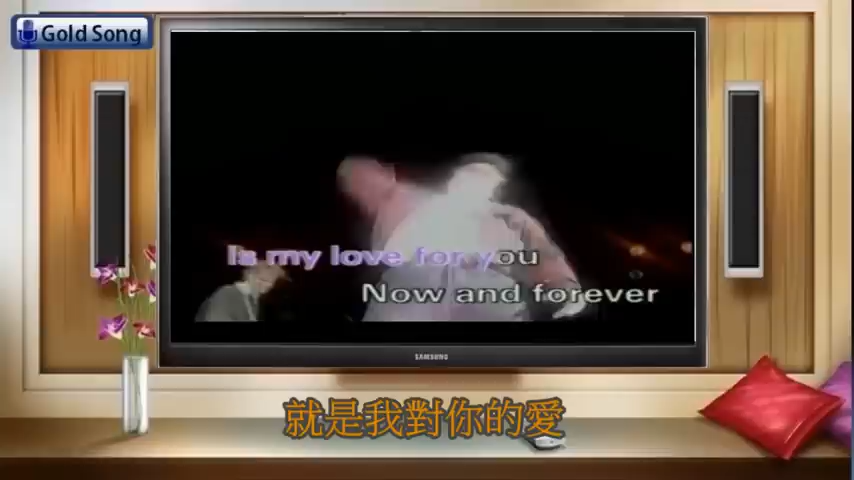 Gold Song
Is my love for you
Now and forever
SAMSUNG
就是我對你的愛